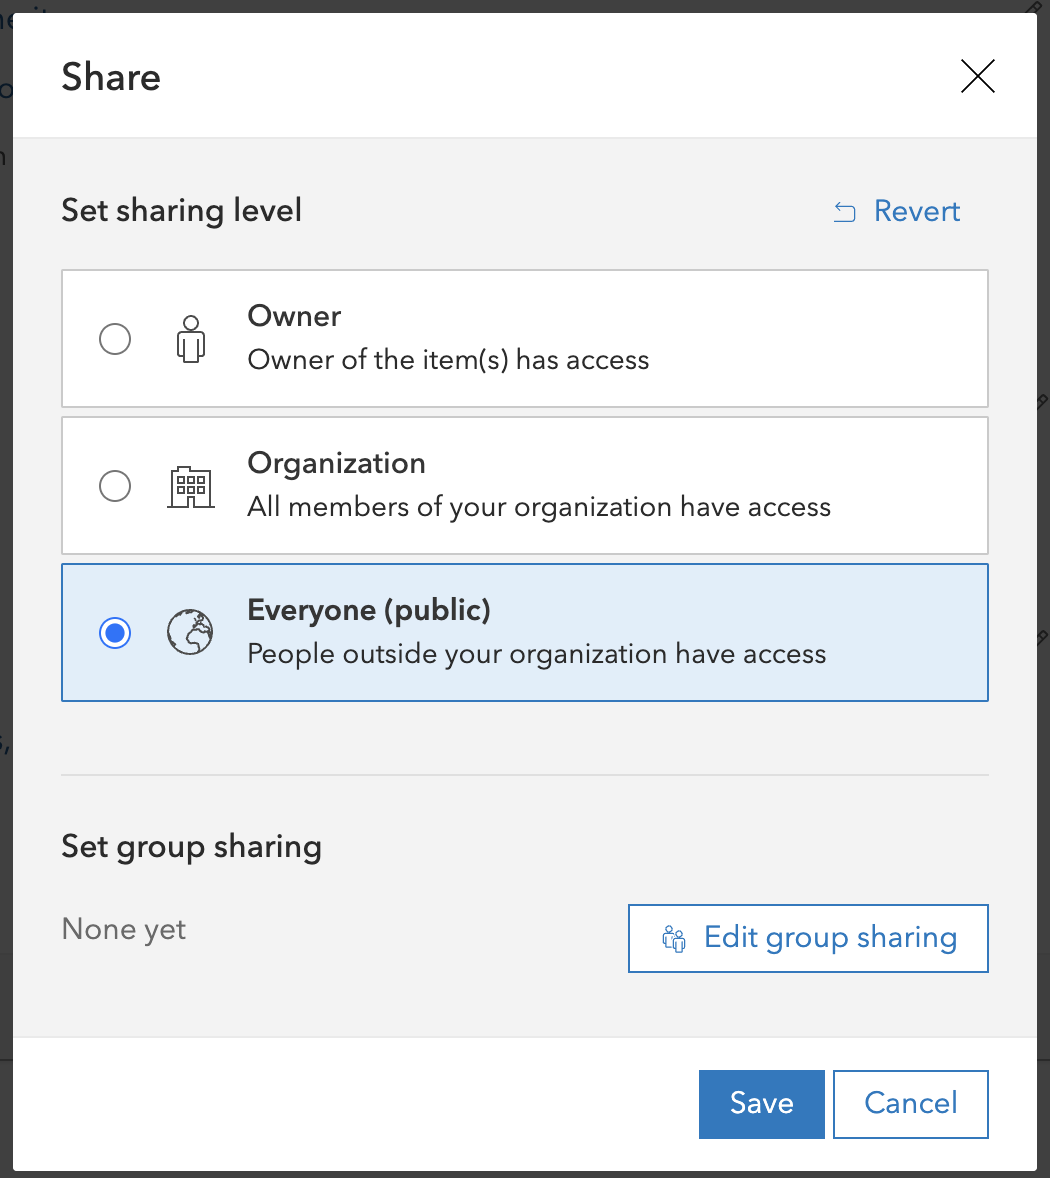 Share
Set sharing level
Revert
Owner
Owner of the item(s) has access
Organization
All members of your organization have access
Everyone (public)
People outside your organization have access
Set group sharing
None yet
Edit group sharing
Save
Cancel